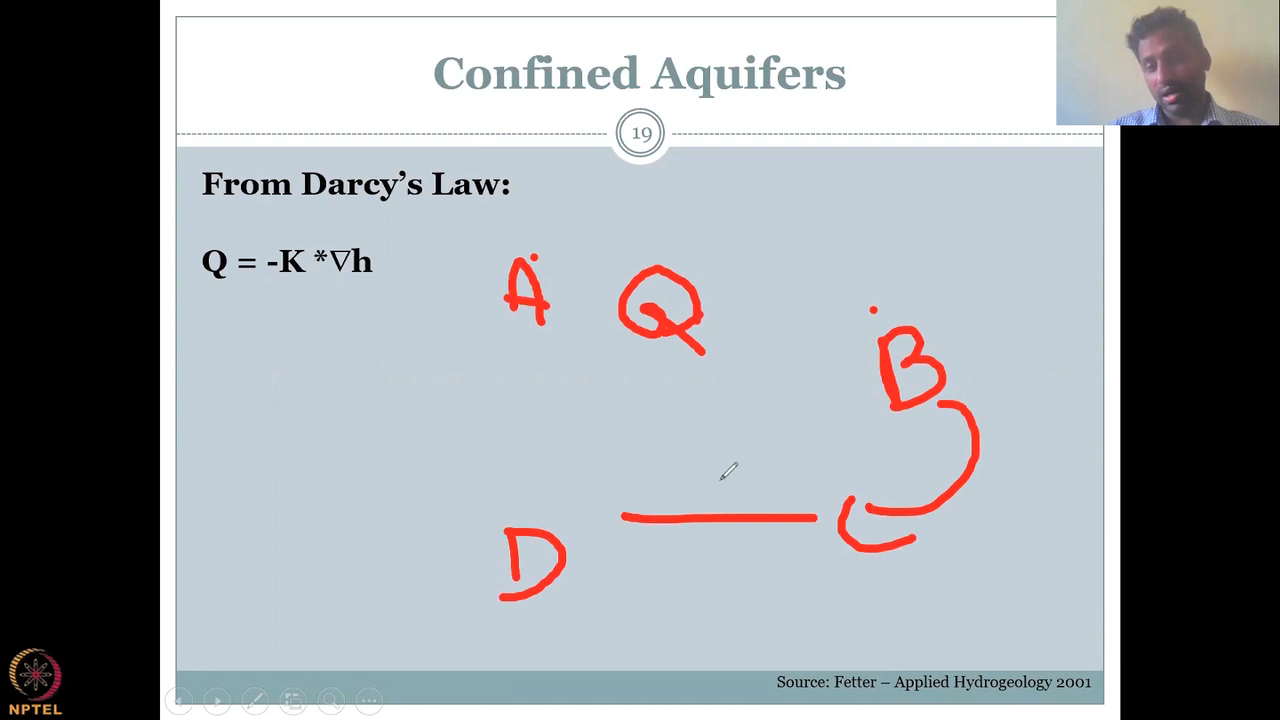 Confined Aquifers
19
From Darcy's Law:
Q = -K *∇h
A Q
B
C
D
Source: Fetter – Applied Hydrogeology 2001
NPTEL